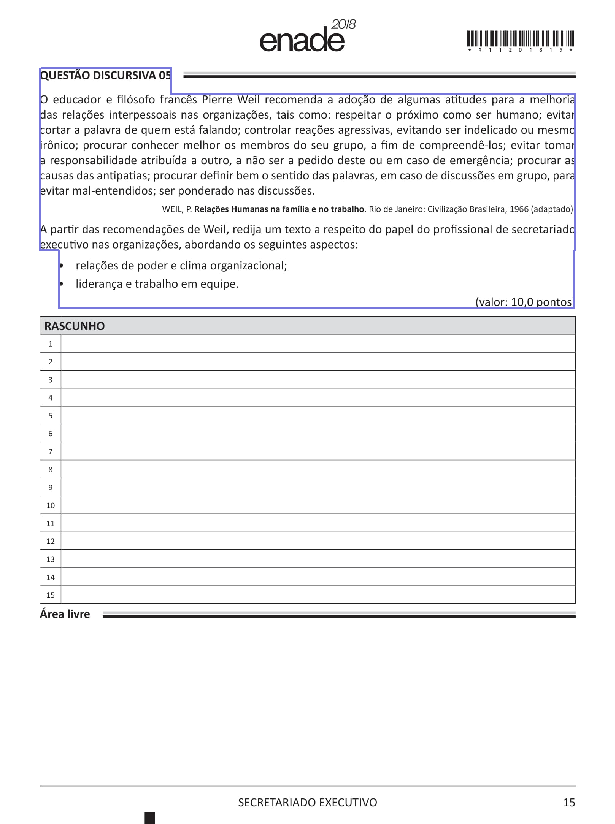 enade 2018
QUESTÃO DISCURSIVA 05
O educador e filósofo francês Pierre Weil recomenda a adoção de algumas atitudes para a melhoria
das relações interpessoais nas organizações, tais como: respeitar o próximo como ser humano; evitar
cortar a palavra de quem está falando; controlar reações agressivas, evitando ser indelicado ou mesmo
irônico; procurar conhecer melhor os membros do seu grupo, a fim de compreendê-los; evitar tomar
a responsabilidade atribuída a outro, a não ser a pedido deste ou em caso de emergência; procurar as
causas das antipatias; procurar definir bem o sentido das palavras, em caso de discussões em grupo, para
evitar mal-entendidos; ser ponderado nas discussões.
WEIL, P. Relações Humanas na família e no trabalho. Rio de Janeiro: Civilização Brasileira, 1966 (adaptado)
A partir das recomendações de Weil, redija um texto a respeito do papel do profissional de secretariado
executivo nas organizações, abordando os seguintes aspectos:
• relações de poder e clima organizacional;
• liderança e trabalho em equipe.
(valor: 10,0 pontos
RASCUNHO
1
2
3
4
5
6
7
8
9
10
11
12
13
14
15
Área livre
SECRETARIADO EXECUTIVO 15